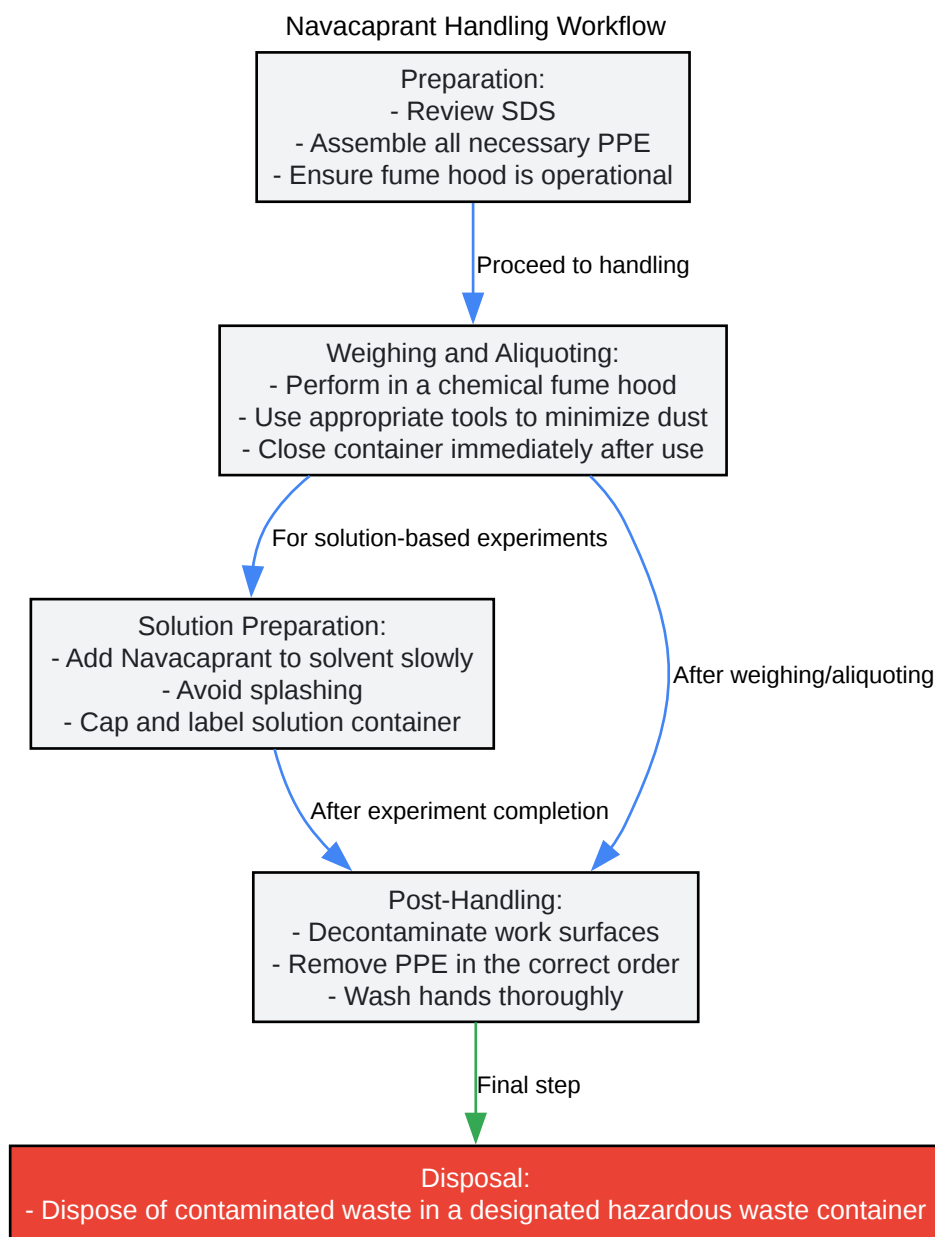 Navacaprant Handling Workflow
Preparation:
- Review SDS
- Assemble all necessary PPE
- Ensure fume hood is operational
Proceed to handling
Weighing and Aliquoting:
- Perform in a chemical fume hood
- Use appropriate tools to minimize dust
- Close container immediately after use
For solution-based experiments
Solution Preparation:
- Add Navacaprant to solvent slowly
- Avoid splashing
- Cap and label solution container
After weighing/aliquoting
After experiment completion
Post-Handling:
- Decontaminate work surfaces
- Remove PPE in the correct order
- Wash hands thoroughly
Final step
Disposal:
- Dispose of contaminated waste in a designated hazardous waste container